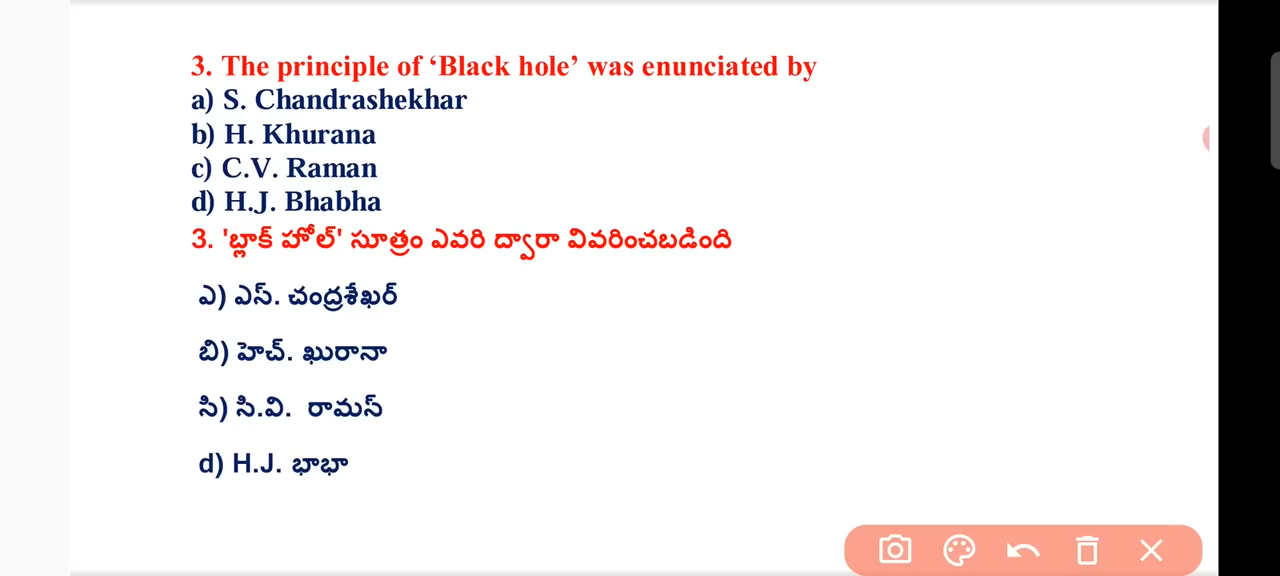 3. The principle of ‘Black hole’ was enunciated by
a) S. Chandrashekhar
b) H. Khurana
c) C.V. Raman
d) H.J. Bhabha
3. 'బ్లాక్ హోల్' సూత్రం ఎవరి ద్వారా వివరించబడింది
ఎ) ఎస్. చంద్రశేఖర్
బి) హెచ్. ఖురానా
సి) సి.వి. రామన్
d) H.J. భాభా